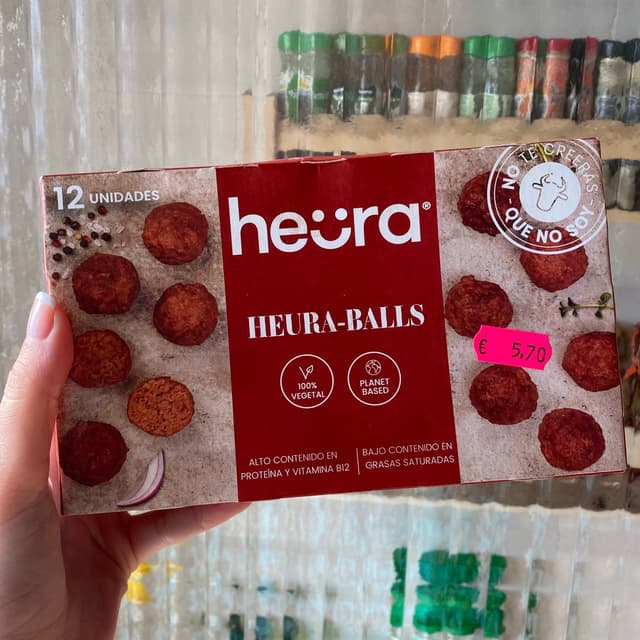 12 UNIDADES
heüra®
NO TE CREERÁS
QUE NO SOY
HEURA-BALLS
€ 5,70
100%
VEGETAL
PLANET
BASED
ALTO CONTENIDO EN
PROTEÍNA Y VITAMINA B12
BAJO CONTENIDO EN
GRASAS SATURADAS